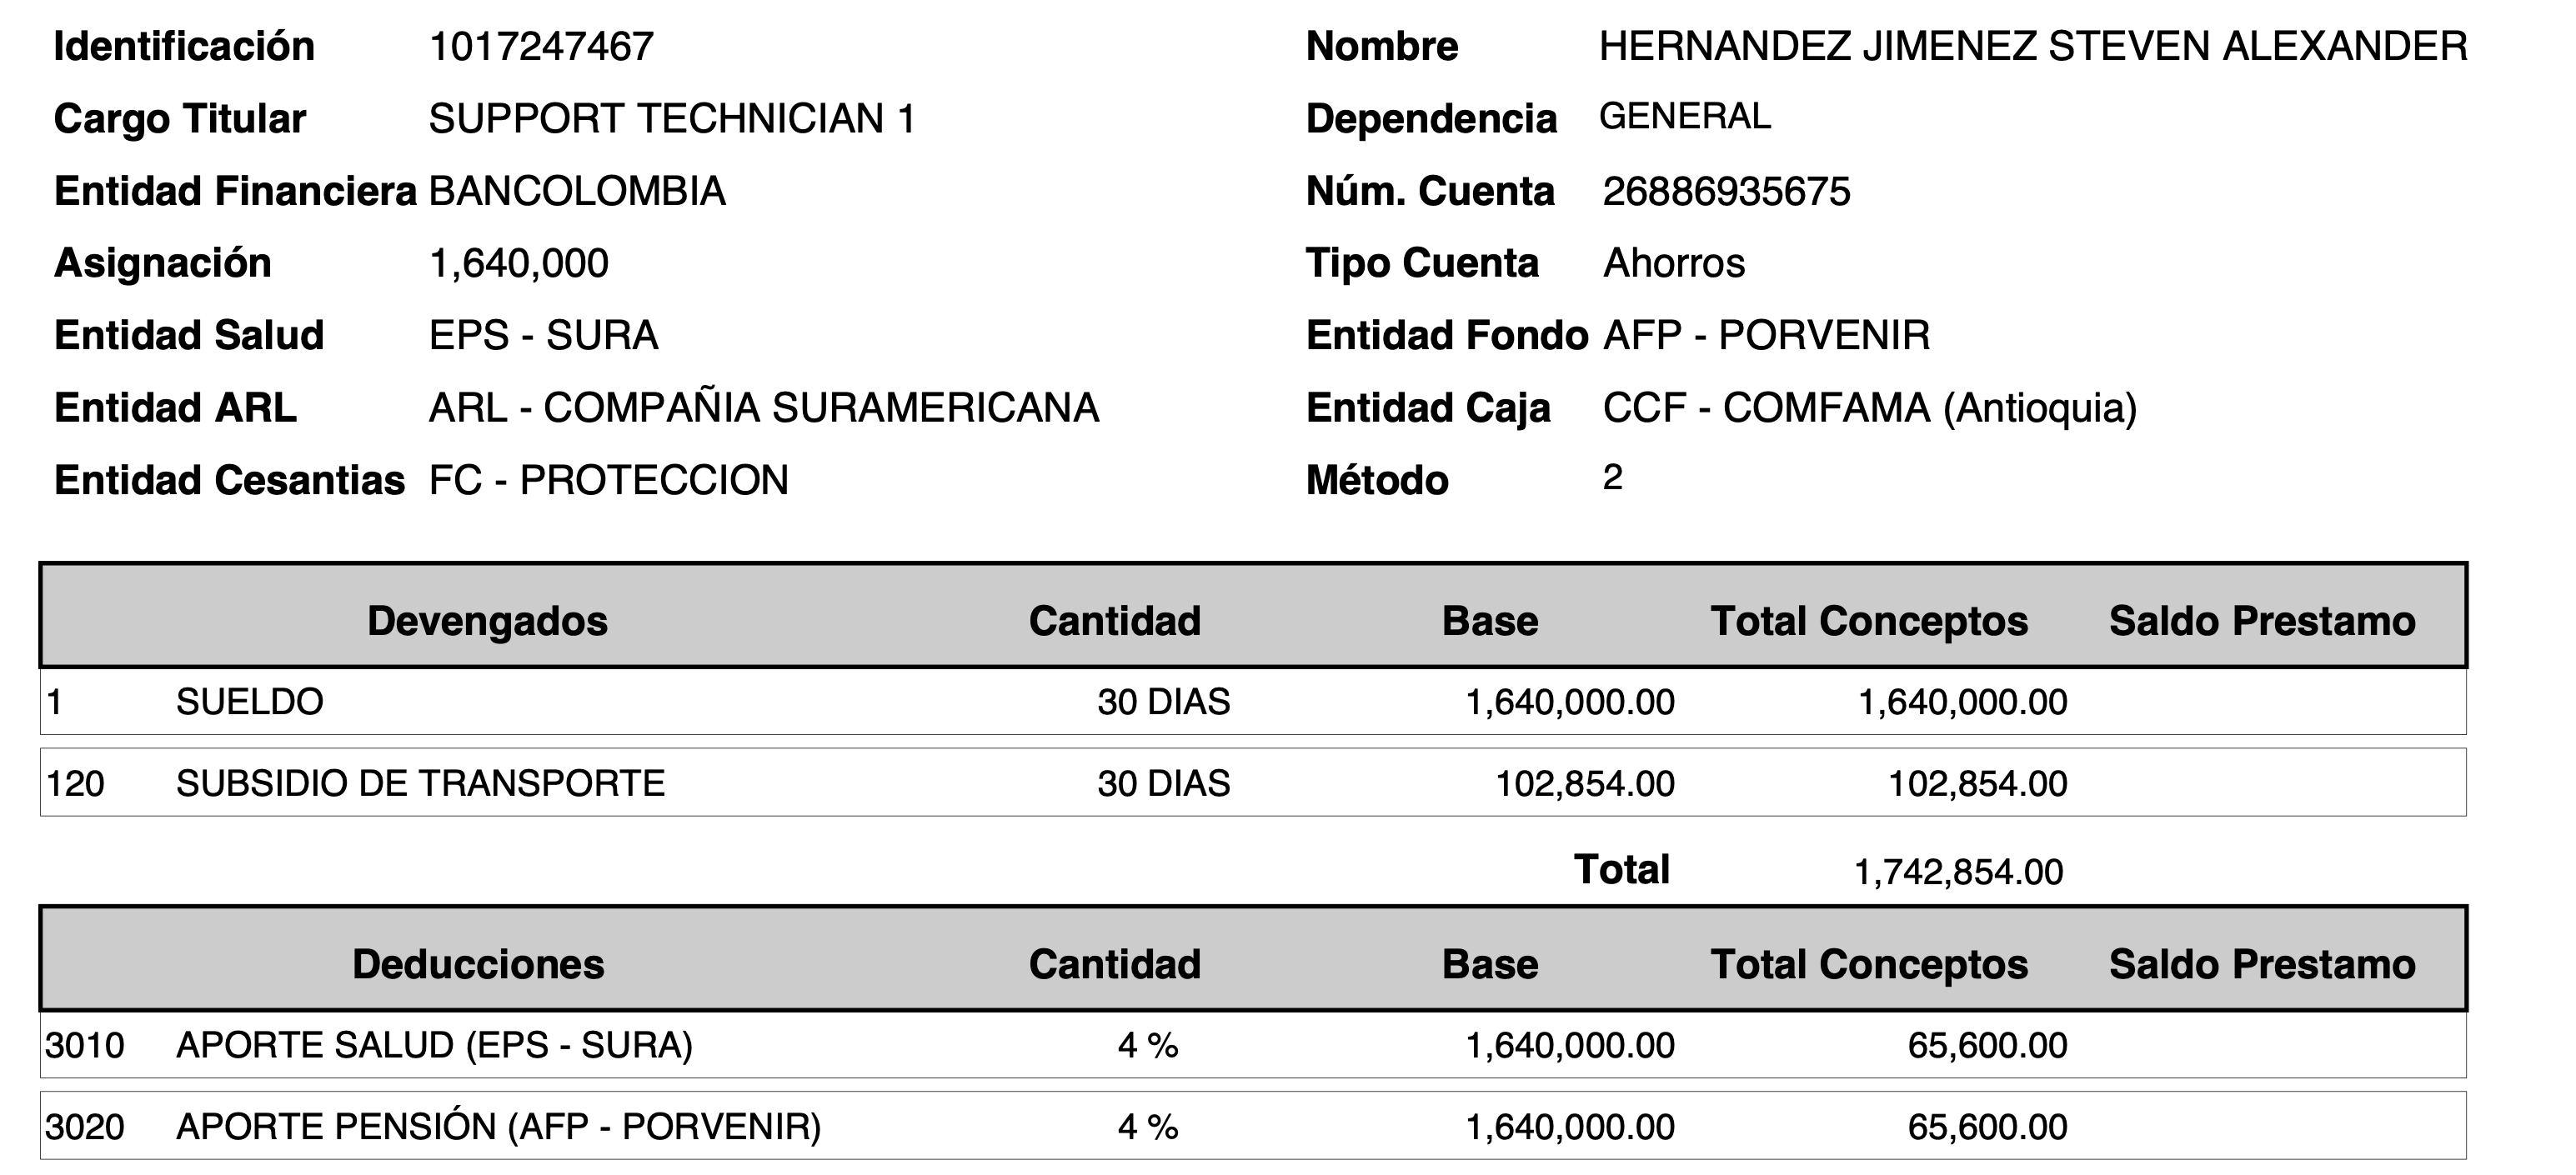 Identificación 1017247467 Nombre HERNANDEZ JIMENEZ STEVEN ALEXANDER
Cargo Titular SUPPORT TECHNICIAN 1 Dependencia GENERAL
Entidad Financiera BANCOLOMBIA Núm. Cuenta 26886935675
Asignación 1,640,000 Tipo Cuenta Ahorros
Entidad Salud EPS - SURA Entidad Fondo AFP - PORVENIR
Entidad ARL ARL - COMPAÑIA SURAMERICANA Entidad Caja CCF - COMFAMA (Antioquia)
Entidad Cesantias FC - PROTECCION Método 2
Devengados Cantidad Base Total Conceptos Saldo Prestamo
1 SUELDO 30 DIAS 1,640,000.00 1,640,000.00
120 SUBSIDIO DE TRANSPORTE 30 DIAS 102,854.00 102,854.00
Total 1,742,854.00
Deducciones Cantidad Base Total Conceptos Saldo Prestamo
3010 APORTE SALUD (EPS - SURA) 4 % 1,640,000.00 65,600.00
3020 APORTE PENSIÓN (AFP - PORVENIR) 4 % 1,640,000.00 65,600.00